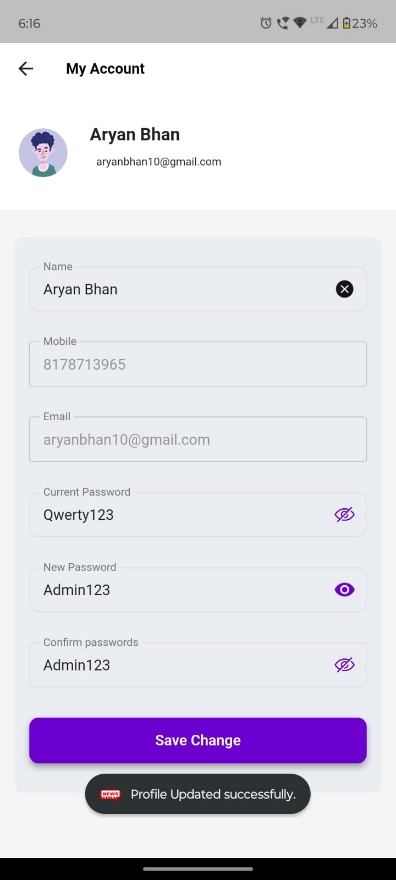 6:16
LTE
23%
My Account
Aryan Bhan
aryanbhan10@gmail.com
Name
Aryan Bhan
Mobile
8178713965
Email
aryanbhan10@gmail.com
Current Password
Qwerty123
New Password
Admin123
Confirm passwords
Admin123
Save Change
NEWS
Profile Updated successfully.